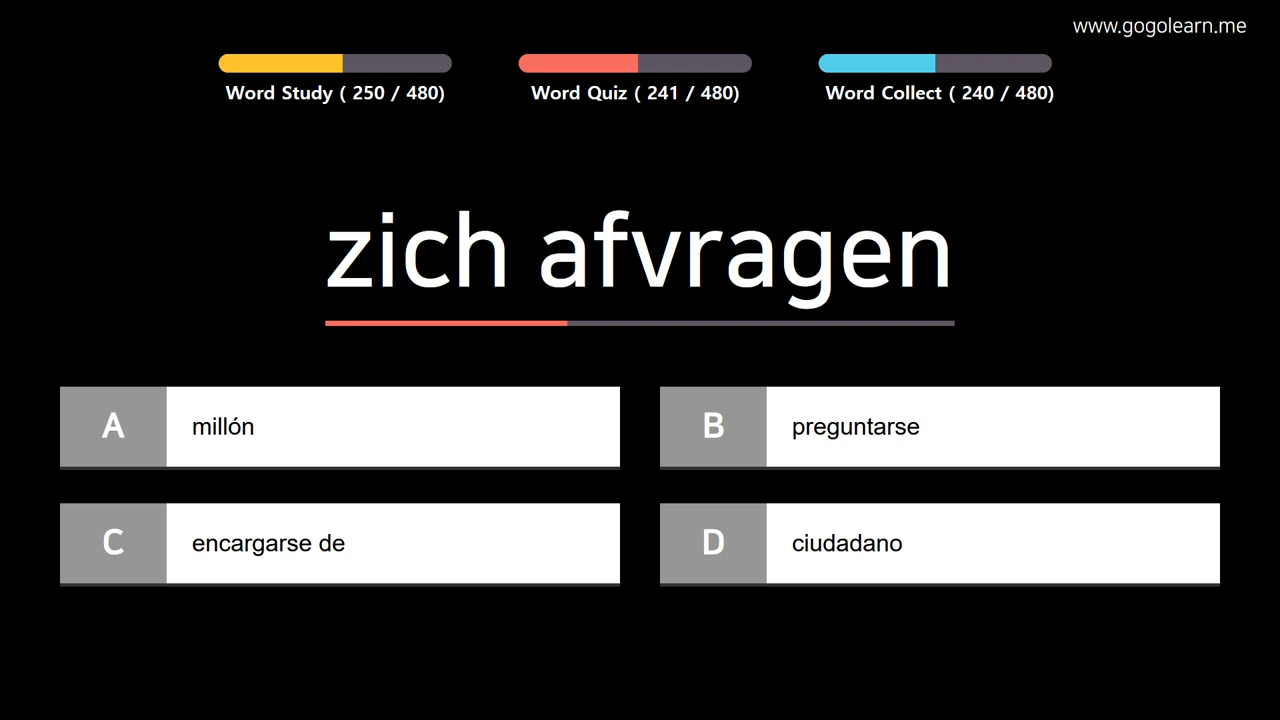 www.gogolearn.me
Word Study ( 250 / 480)
Word Quiz ( 241 / 480)
Word Collect ( 240 / 480)
zich afvragen
A millón
B preguntarse
C encargarse de
D ciudadano